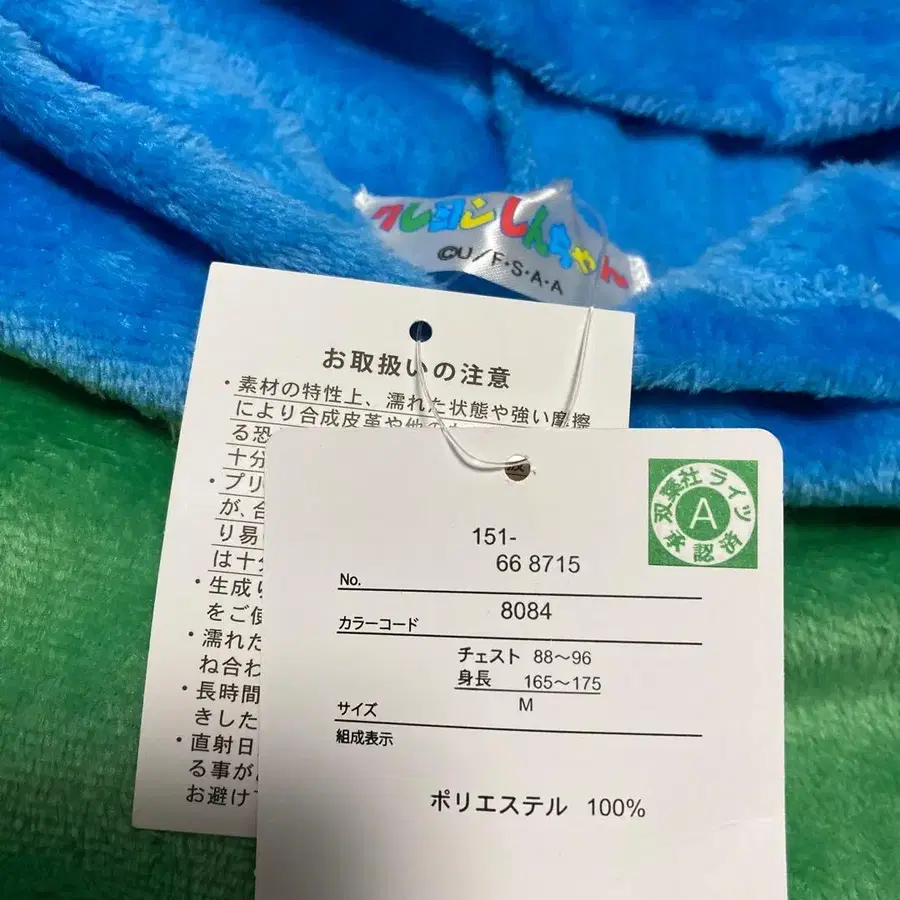 クレヨンしんちゃん
©U/F・S・A・A
お取扱いの注意
・素材の特性上、濡れた状態や強い摩擦
により合成皮革や他の
る恐
十分
・プリ
が、合
り易
は十分
・生成り
をご使
・濡れた
ね合わ
・長時間
きした
・直射日
る事が
お避け
双葉社ライツ
A
承認済
151-
66 8715
No.
8084
カラーコード
チェスト 88〜96
身長 165〜175
M
サイズ
組成表示
ポリエステル 100%